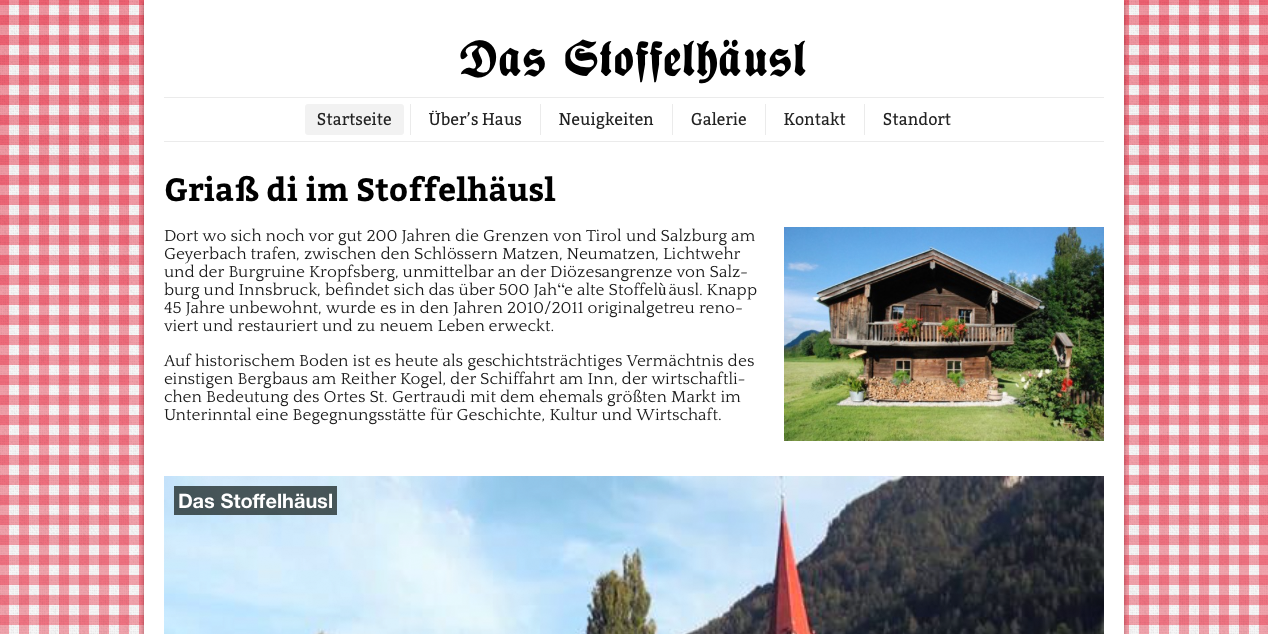 Das Stoffelhäusl
Startseite
Über’s Haus
Neuigkeiten
Galerie
Kontakt
Standort
Griaß di im Stoffelhäusl
Dort wo sich noch vor gut 200 Jahren die Grenzen von Tirol und Salzburg am
Geyerbach trafen, zwischen den Schlössern Matzen, Neumatzen, Lichtwehr
und der Burgruine Kropfsberg, unmittelbar an der Diözesangrenze von Salz-
burg und Innsbruck, befindet sich das über 500 Jah“e alte Stoffelùäusl. Knapp
45 Jahre unbewohnt, wurde es in den Jahren 2010/2011 originalgetreu reno-
viert und restauriert und zu neuem Leben erweckt.
Auf historischem Boden ist es heute als geschichtsträchtiges Vermächtnis des
einstigen Bergbaus am Reither Kogel, der Schiffahrt am Inn, der wirtschaftli-
chen Bedeutung des Ortes St. Gertraudi mit dem ehemals größten Markt im
Unterinntal eine Begegnungsstätte für Geschichte, Kultur und Wirtschaft.
Das Stoffelhäusl